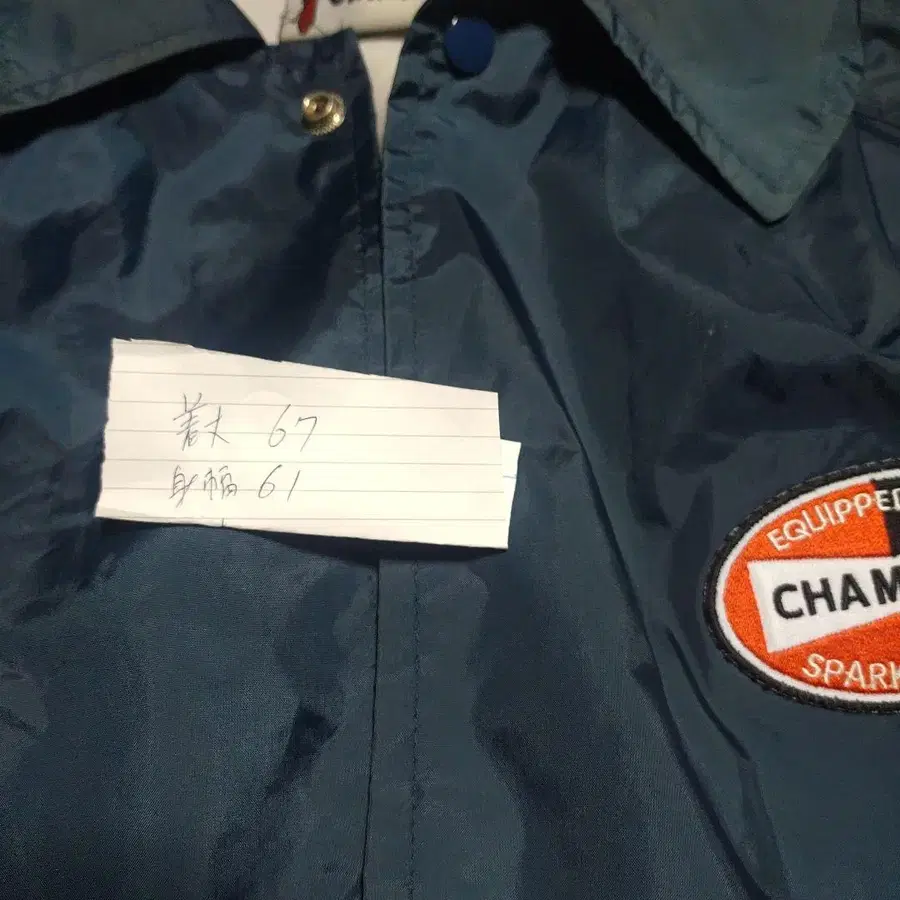 着丈 67
身幅 61
EQUIPPED
CHAM
SPARK